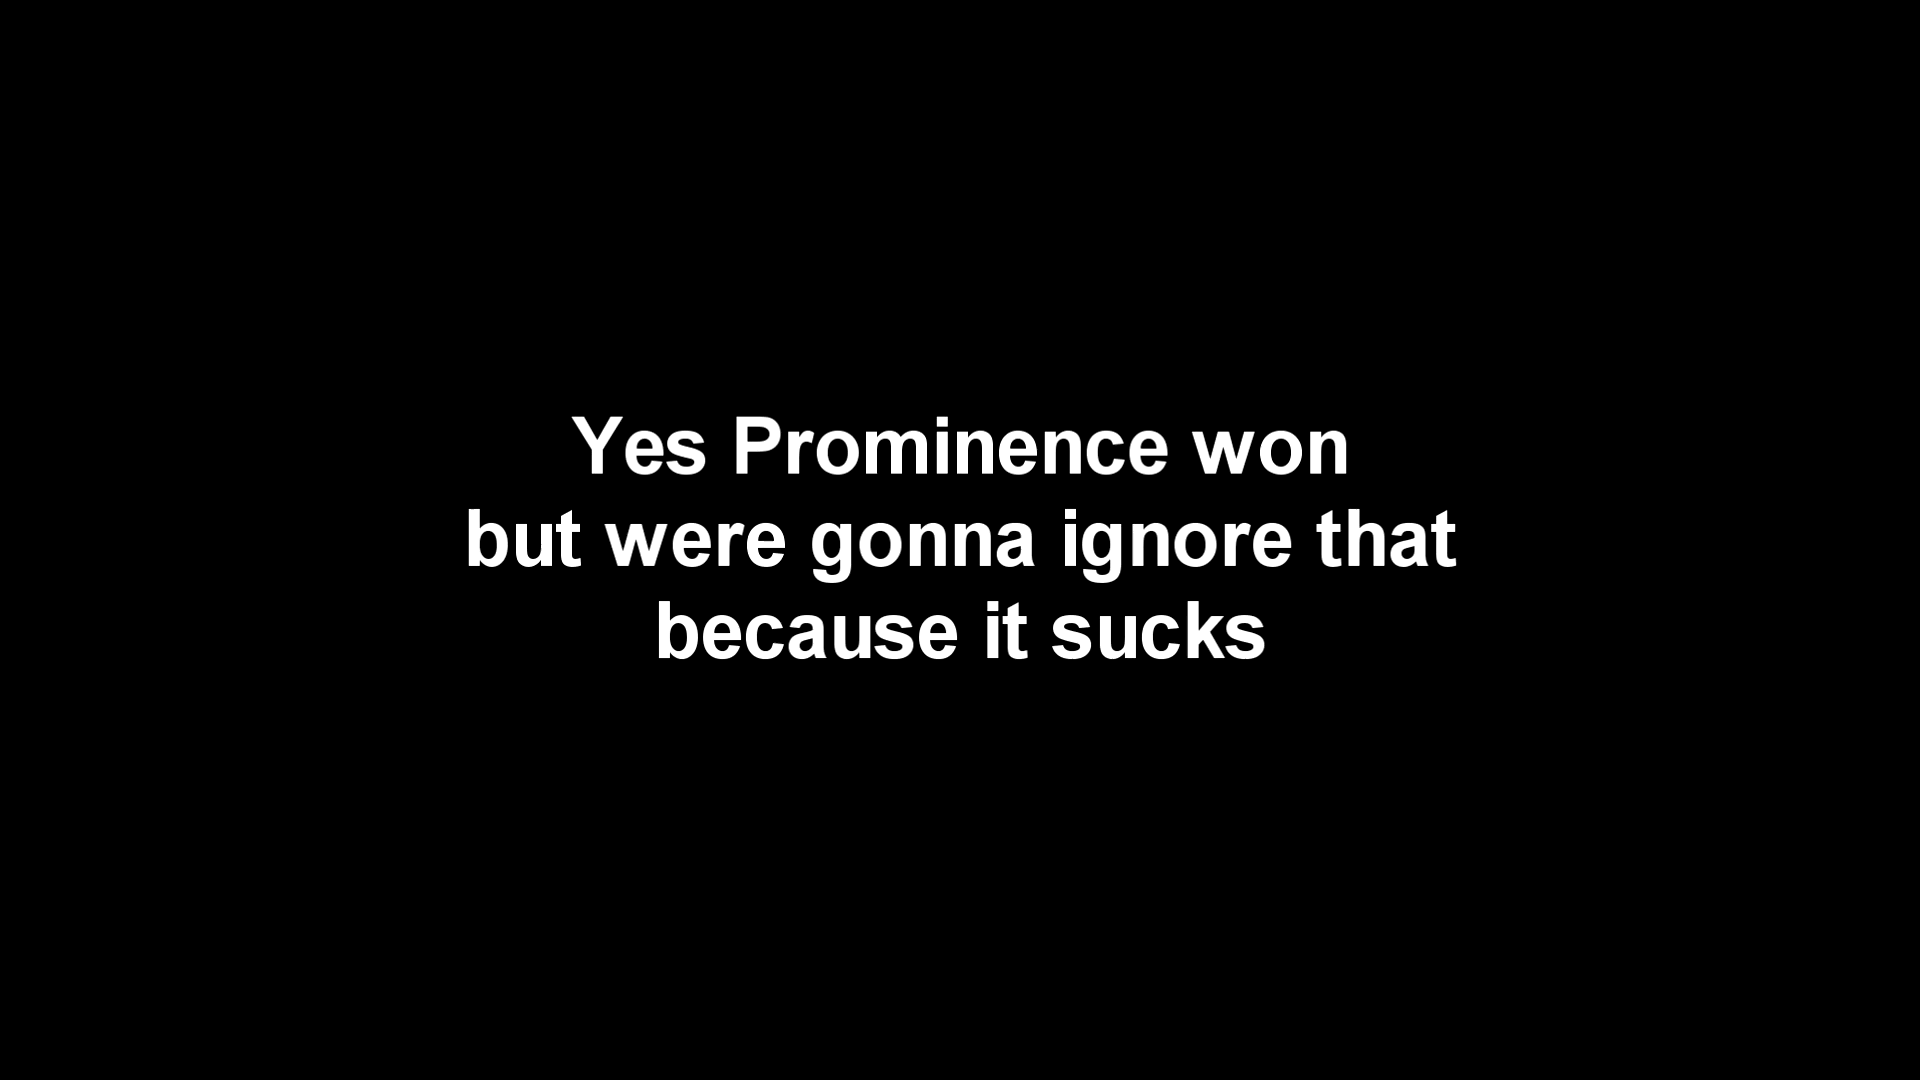 Yes Prominence won
but were gonna ignore that
because it sucks